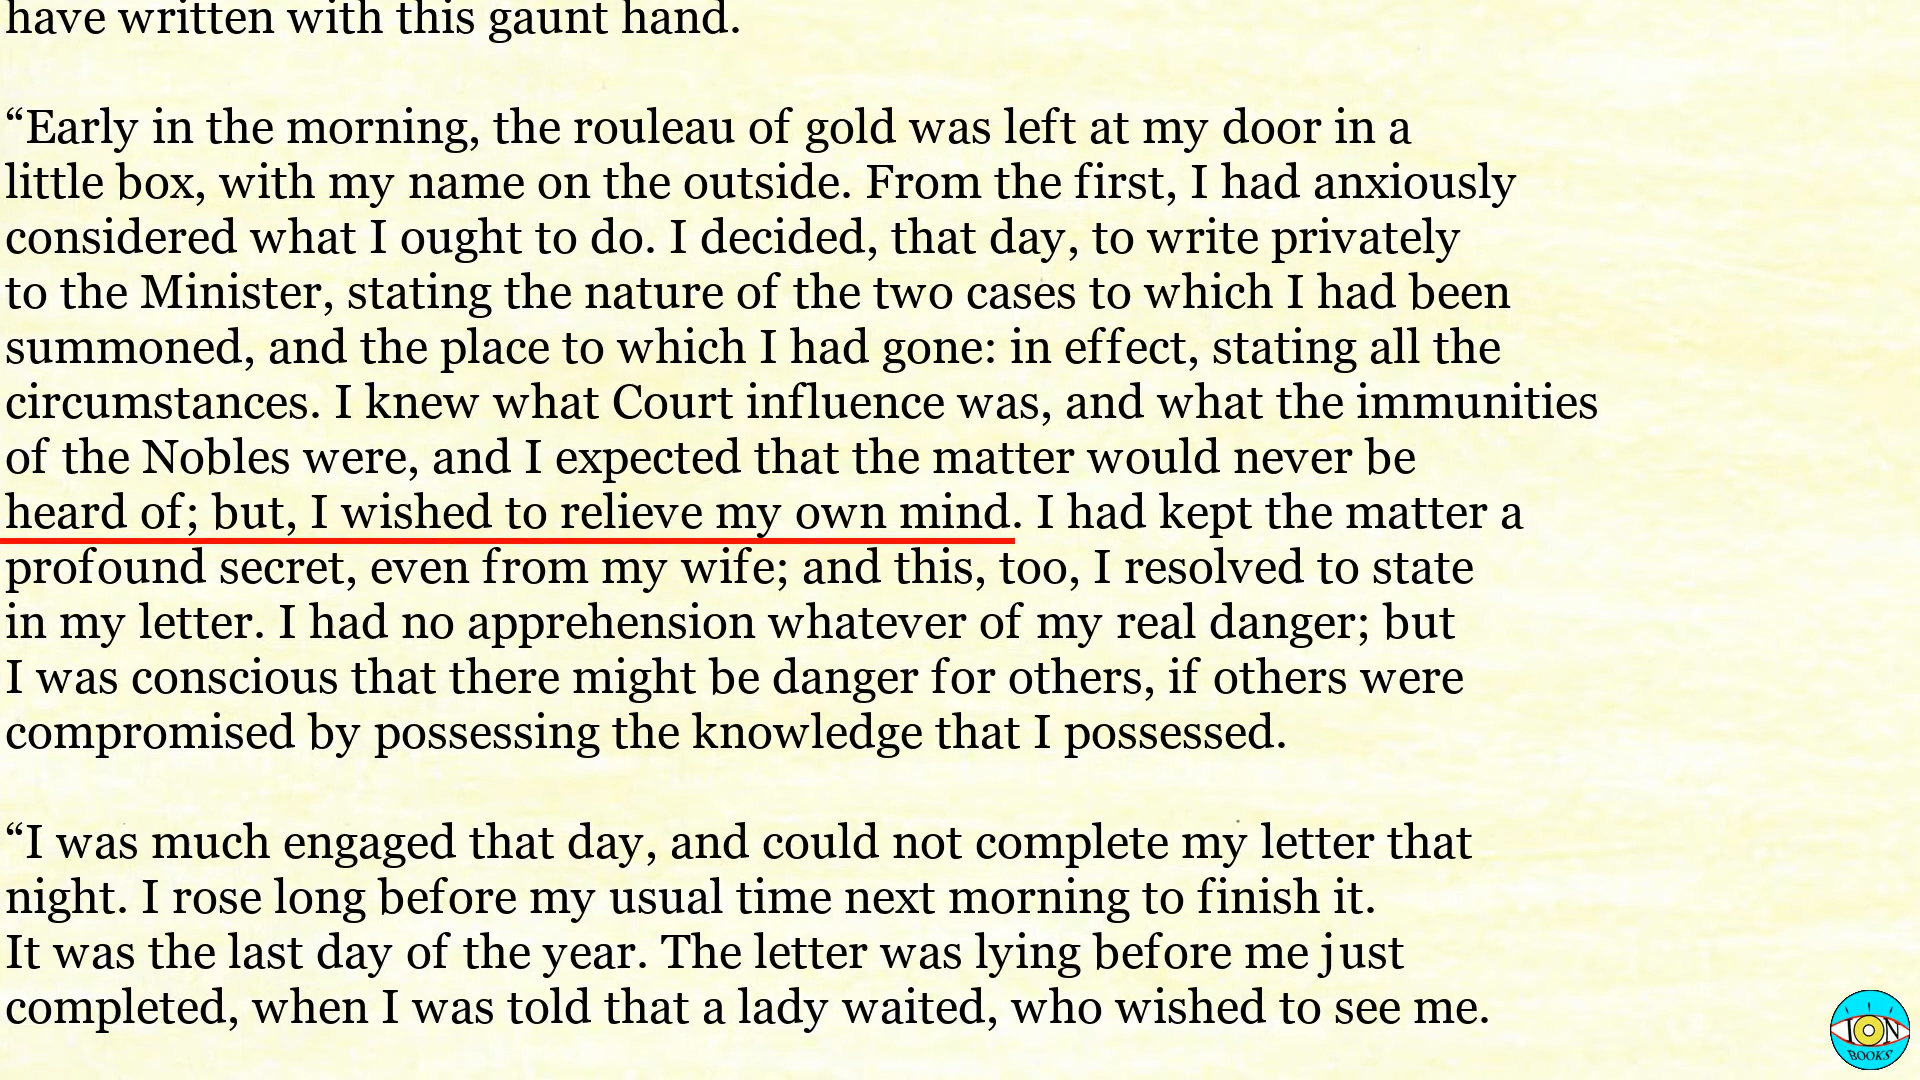 have written with this gaunt hand.
“Early in the morning, the rouleau of gold was left at my door in a
little box, with my name on the outside. From the first, I had anxiously
considered what I ought to do. I decided, that day, to write privately
to the Minister, stating the nature of the two cases to which I had been
summoned, and the place to which I had gone: in effect, stating all the
circumstances. I knew what Court influence was, and what the immunities
of the Nobles were, and I expected that the matter would never be
heard of; but, I wished to relieve my own mind. I had kept the matter a
profound secret, even from my wife; and this, too, I resolved to state
in my letter. I had no apprehension whatever of my real danger; but
I was conscious that there might be danger for others, if others were
compromised by possessing the knowledge that I possessed.
“I was much engaged that day, and could not complete my letter that
night. I rose long before my usual time next morning to finish it.
It was the last day of the year. The letter was lying before me just
completed, when I was told that a lady waited, who wished to see me.
ION
BOOKS